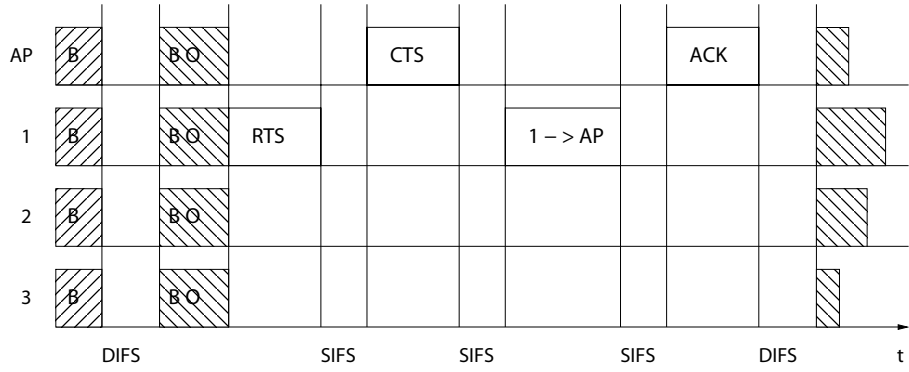 AP B B O CTS ACK
1 B B O RTS 1 – > AP
2 B B O
3 B B O
DIFS SIFS SIFS SIFS DIFS t